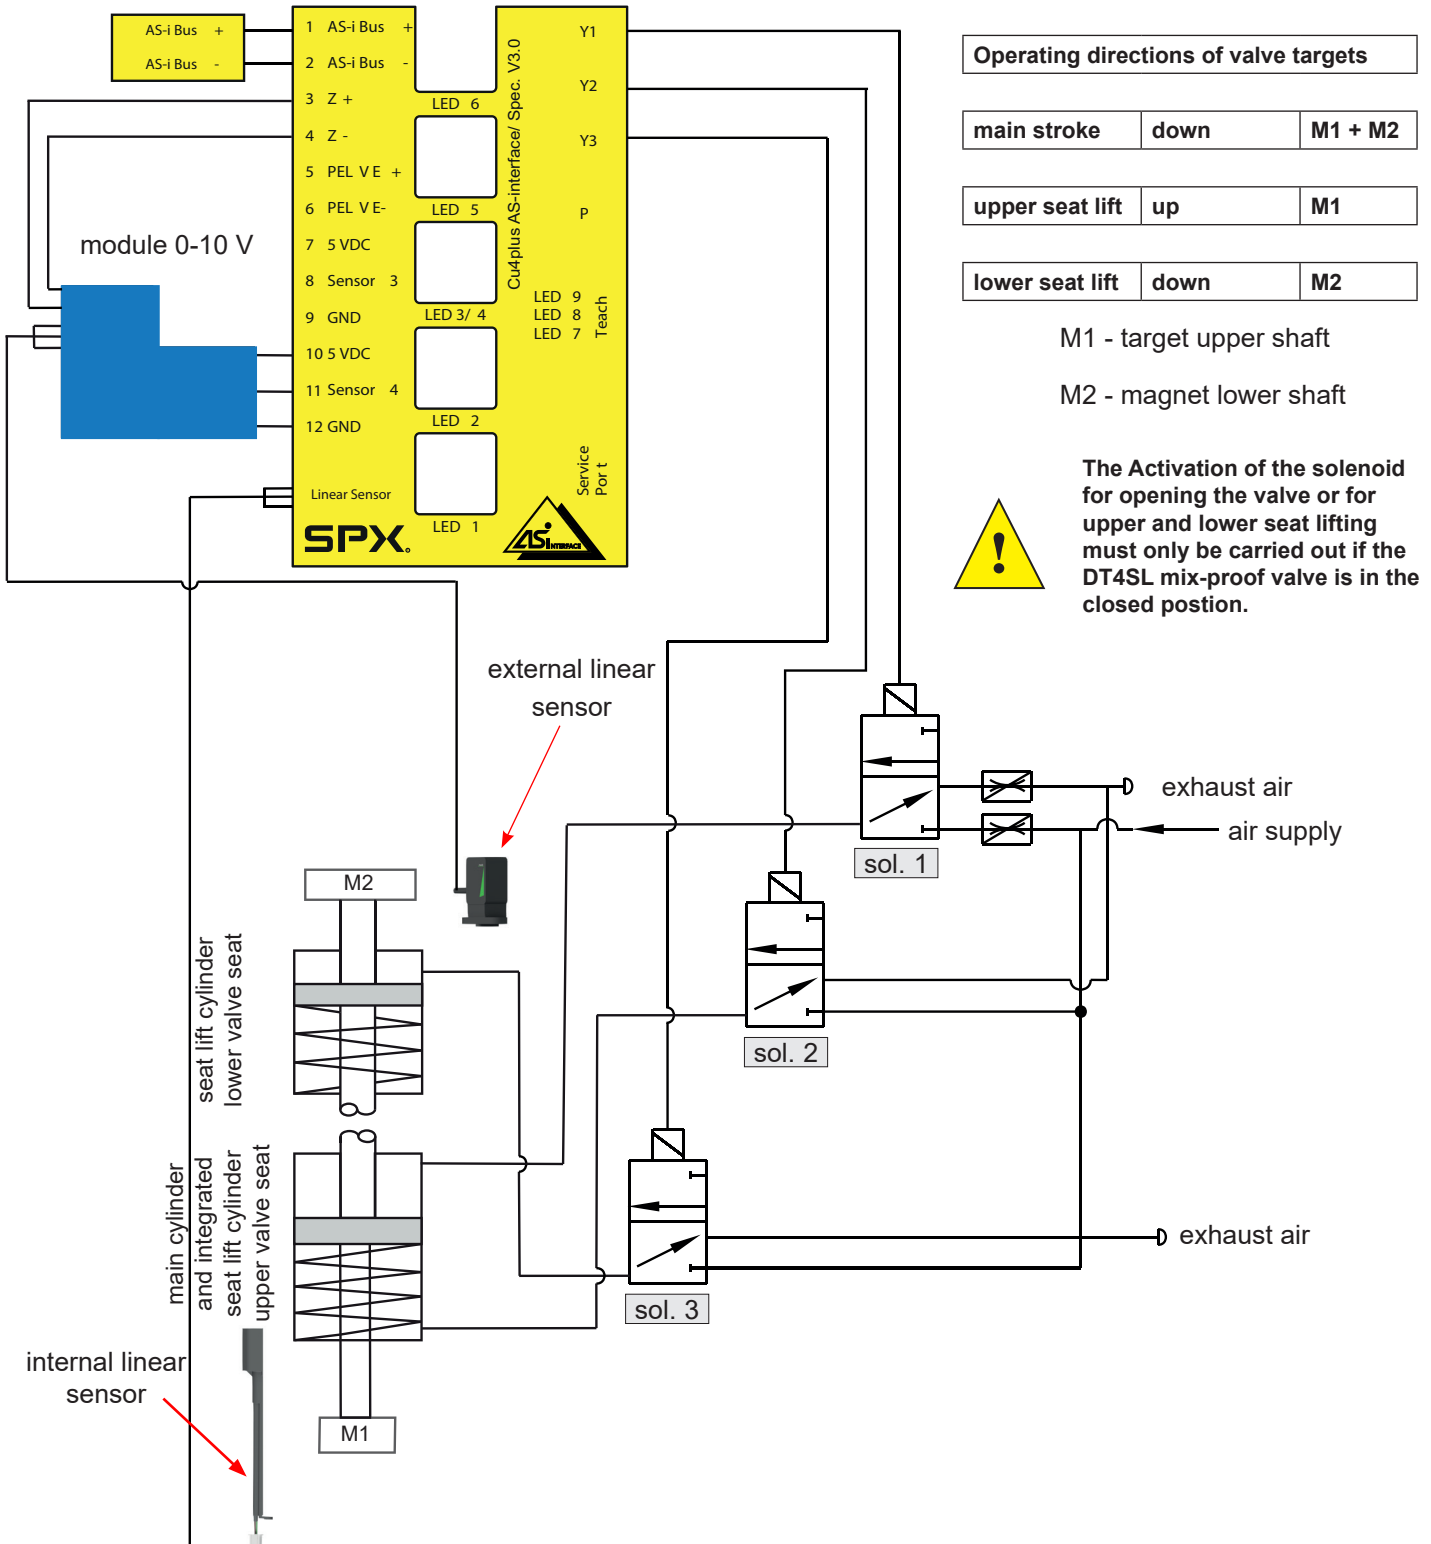 AS-i Bus +
AS-i Bus -
1 AS-i Bus +
2 AS-i Bus -
3 Z +
4 Z -
5 PEL V E +
6 PEL V E-
7 5 VDC
8 Sensor 3
9 GND
10 5 VDC
11 Sensor 4
12 GND
Linear Sensor
SPX
LED 6
LED 5
LED 3/ 4
LED 2
LED 1
Cu4plus AS-interface/ Spec. V3.0
Y1
Y2
Y3
P
LED 9
LED 8
LED 7
Teach
Service
Por t
ASi
INTERFACE
module 0-10 V
Operating directions of valve targets
main stroke down M1 + M2
upper seat lift up M1
lower seat lift down M2
M1 - target upper shaft
M2 - magnet lower shaft
!
The Activation of the solenoid
for opening the valve or for
upper and lower seat lifting
must only be carried out if the
DT4SL mix-proof valve is in the
closed postion.
external linear
sensor
exhaust air
air supply
sol. 1
sol. 2
sol. 3
exhaust air
M2
seat lift cylinder
lower valve seat
main cylinder
and integrated
seat lift cylinder
upper valve seat
internal linear
sensor
M1